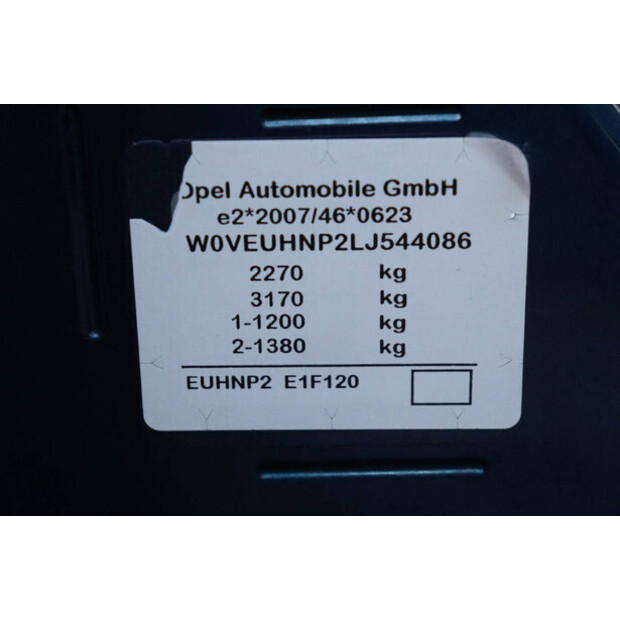 Opel Automobile GmbH
e2*2007/46*0623
W0VEUHNP2LJ544086
2270 kg
3170 kg
1-1200 kg
2-1380 kg
EUHNP2 E1F120